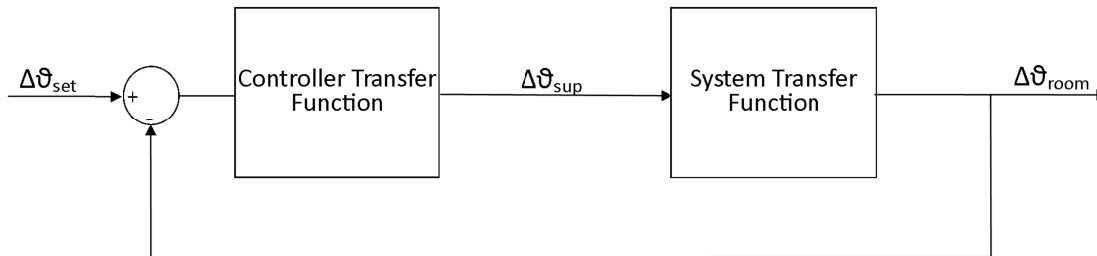 Δϑset
+
-
Controller Transfer
Function
Δϑsup
System Transfer
Function
Δϑroom